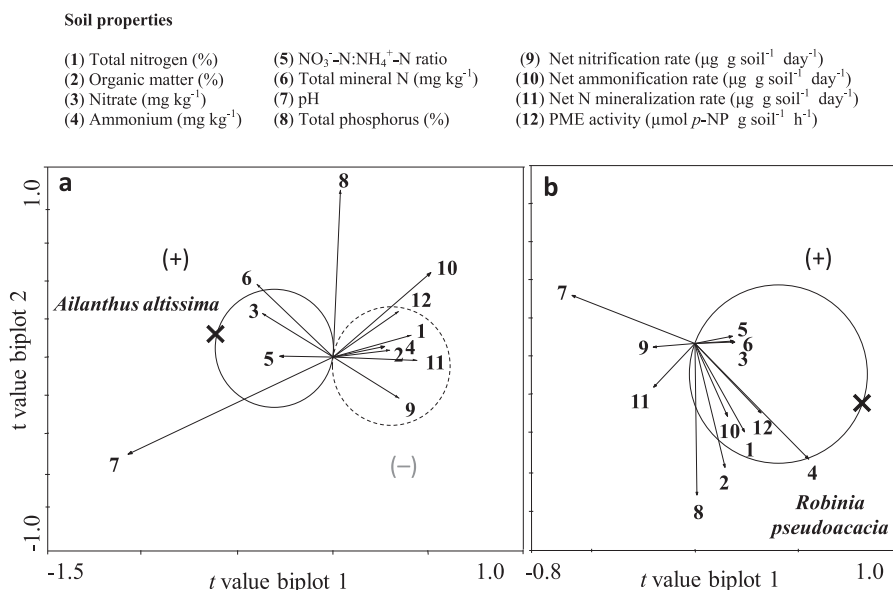 Soil properties
(1) Total nitrogen (%) (5) NO₃⁻-N:NH₄⁺-N ratio (9) Net nitrification rate (µg g soil⁻¹ day⁻¹)
(2) Organic matter (%) (6) Total mineral N (mg kg⁻¹) (10) Net ammonification rate (µg g soil⁻¹ day⁻¹)
(3) Nitrate (mg kg⁻¹) (7) pH (11) Net N mineralization rate (µg g soil⁻¹ day⁻¹)
(4) Ammonium (mg kg⁻¹) (8) Total phosphorus (%) (12) PME activity (µmol p-NP g soil⁻¹ h⁻¹)
a
1.0
8
(+)
10
6
Ailanthus altissima
12
3
1
4
5
2
11
9
7
(−)
t value biplot 2
-1.0
-1.5
t value biplot 1
1.0
b
(+)
7
5
9
6
3
11
10
12
1
4
2
8
Robinia
pseudoacacia
-0.8
t value biplot 1
1.0